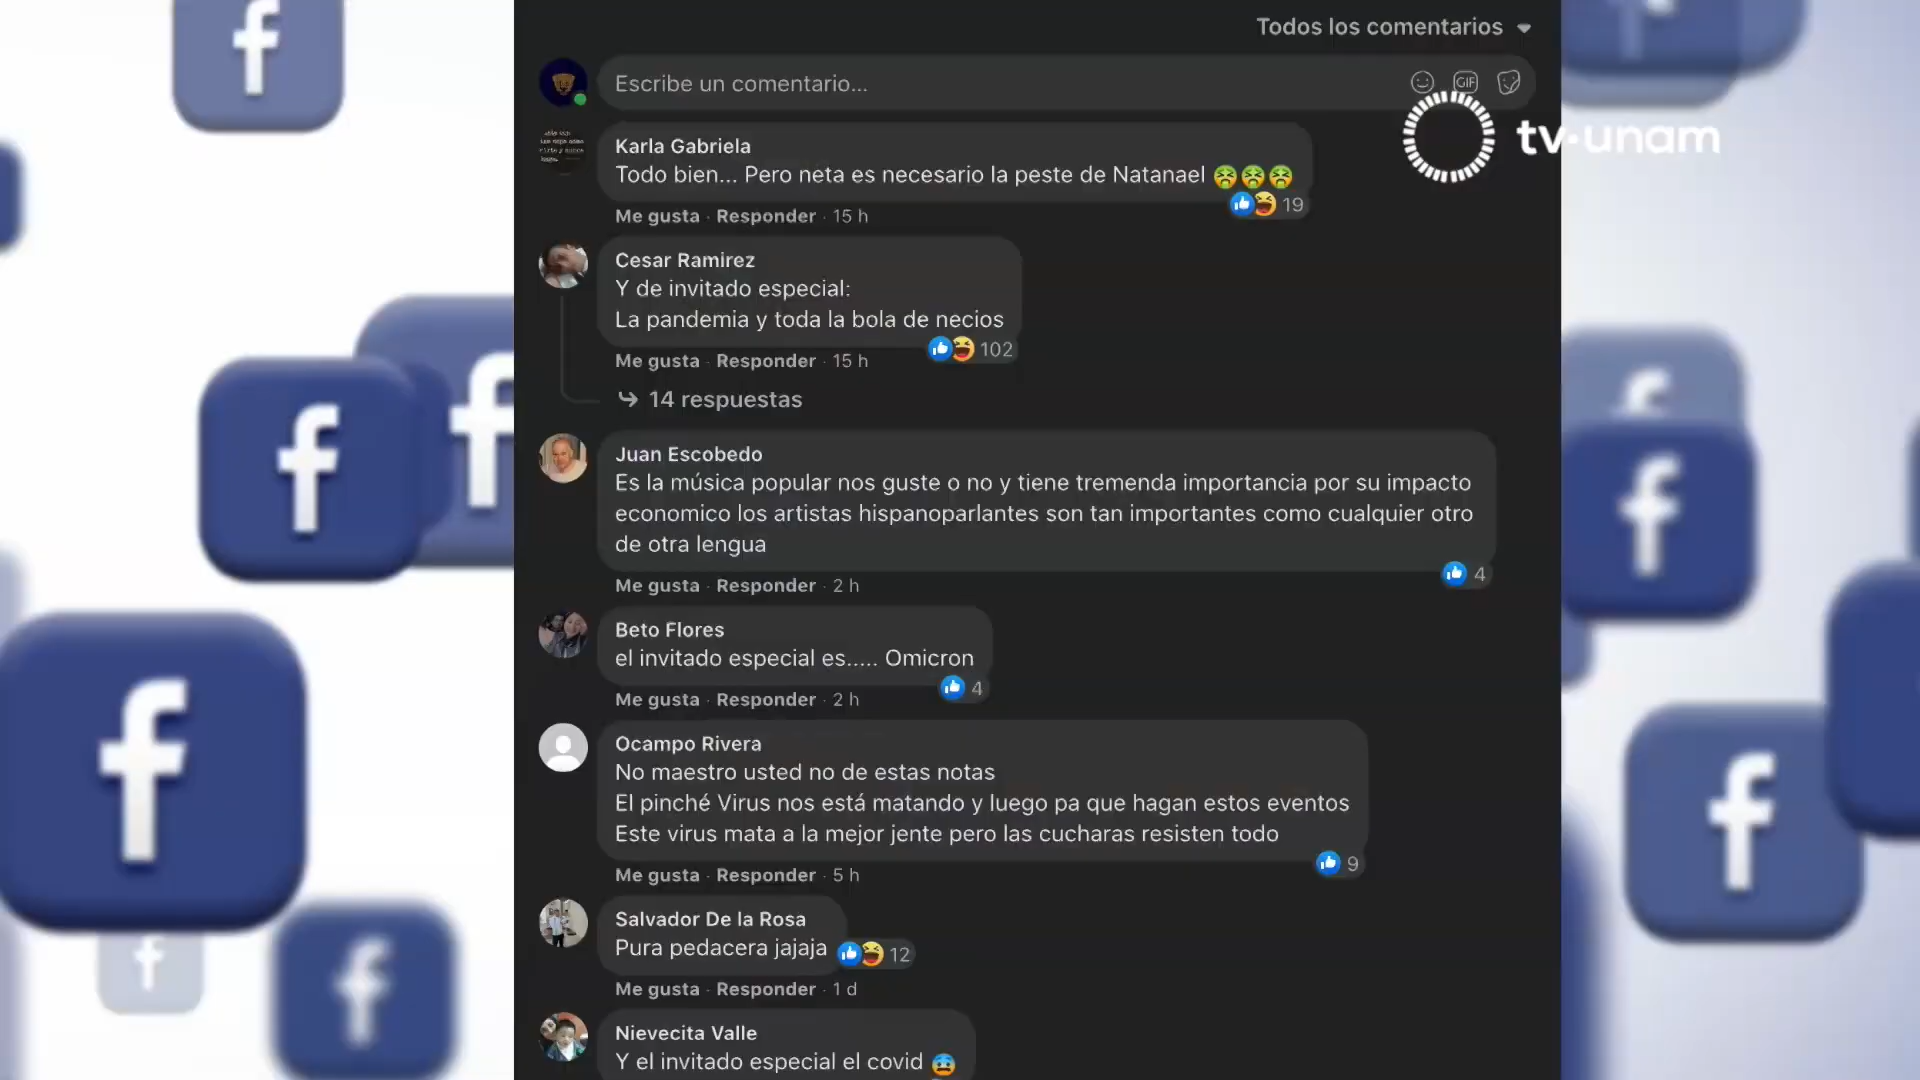 Todos los comentarios
Escribe un comentario...
GIF
tv·unam
Karla Gabriela
Todo bien... Pero neta es necesario la peste de Natanael 🤮🤮🤮
19
Me gusta · Responder · 15 h
Cesar Ramirez
Y de invitado especial:
La pandemia y toda la bola de necios
102
Me gusta · Responder · 15 h
14 respuestas
Juan Escobedo
Es la música popular nos guste o no y tiene tremenda importancia por su impacto
economico los artistas hispanoparlantes son tan importantes como cualquier otro
de otra lengua
4
Me gusta · Responder · 2 h
Beto Flores
el invitado especial es..... Omicron
4
Me gusta · Responder · 2 h
Ocampo Rivera
No maestro usted no de estas notas
El pinché Virus nos está matando y luego pa que hagan estos eventos
Este virus mata a la mejor jente pero las cucharas resisten todo
9
Me gusta · Responder · 5 h
Salvador De la Rosa
Pura pedacera jajaja
12
Me gusta · Responder · 1 d
Nievecita Valle
Y el invitado especial el covid 😰